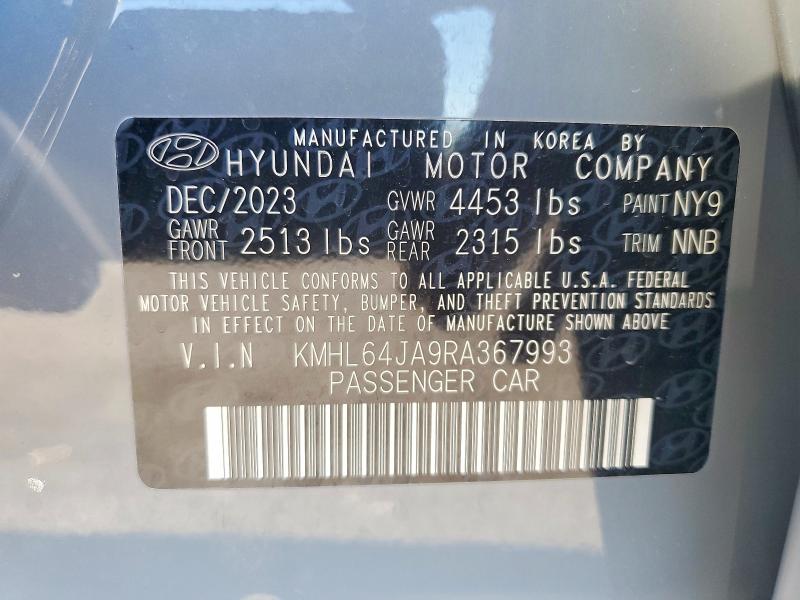 MANUFACTURED IN KOREA BY
HYUNDAI MOTOR COMPANY
DEC/2023 GVWR 4453 lbs PAINT NY9
GAWR FRONT 2513 lbs GAWR REAR 2315 lbs TRIM NNB
THIS VEHICLE CONFORMS TO ALL APPLICABLE U.S.A. FEDERAL
MOTOR VEHICLE SAFETY, BUMPER, AND THEFT PREVENTION STANDARDS
IN EFFECT ON THE DATE OF MANUFACTURE SHOWN ABOVE
V.I.N KMHL64JA9RA367993
PASSENGER CAR